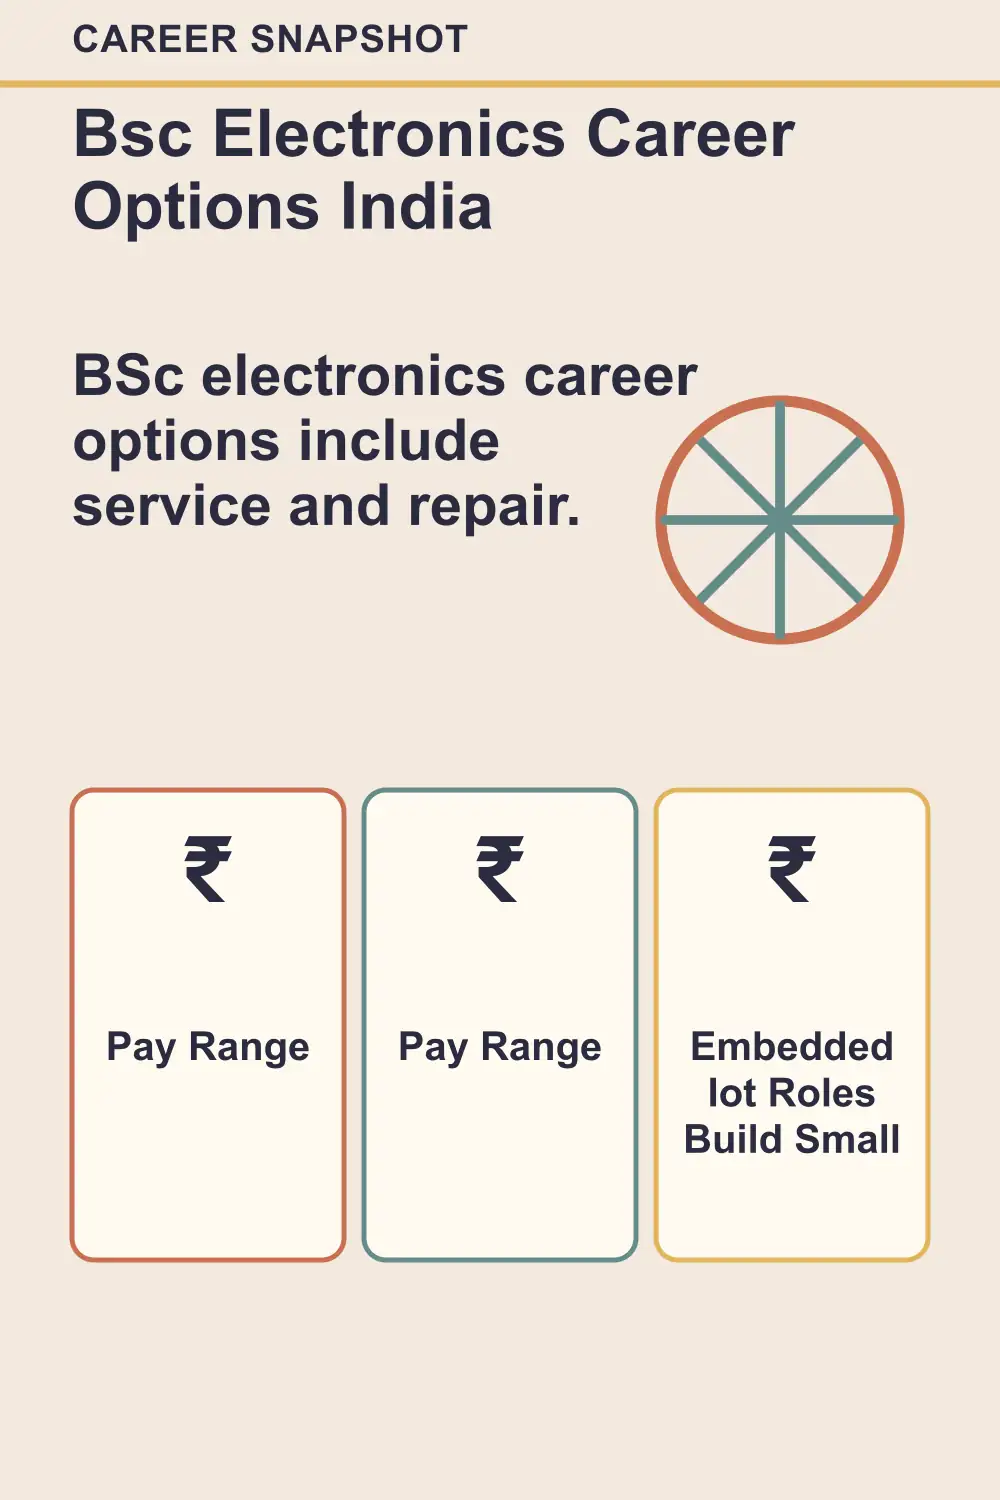 CAREER SNAPSHOT
Bsc Electronics Career
Options India
BSc electronics career
options include
service and repair.
₹
Pay Range
₹
Pay Range
₹
Embedded
Iot Roles
Build Small